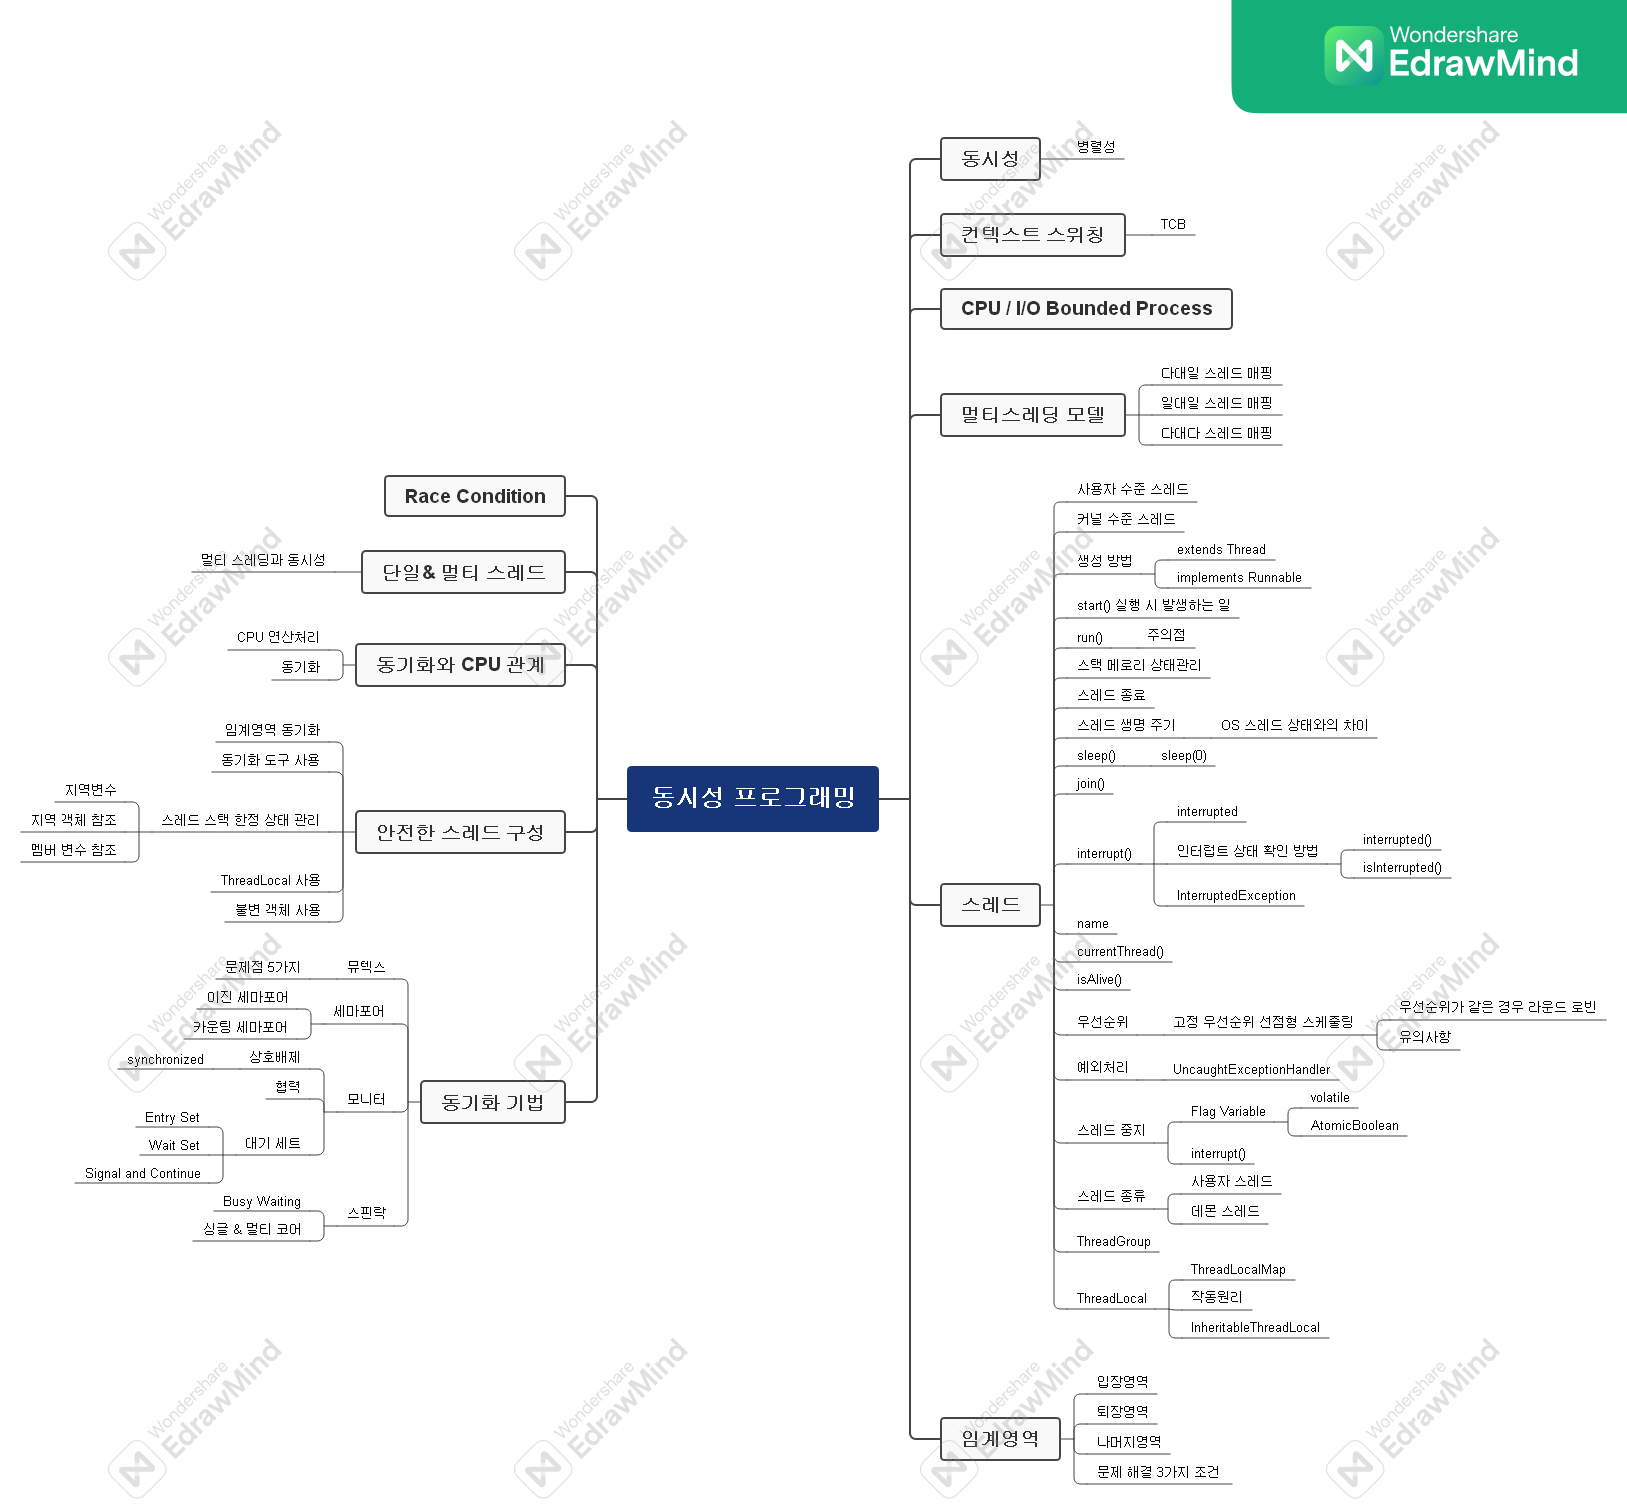 Wondershare
EdrawMind
동시성 프로그래밍
동시성
병렬성
컨텍스트 스위칭
TCB
CPU / I/O Bounded Process
멀티스레딩 모델
다대일 스레드 매핑
일대일 스레드 매핑
다대다 스레드 매핑
스레드
사용자 수준 스레드
커널 수준 스레드
생성 방법
extends Thread
implements Runnable
start() 실행 시 발생하는 일
run()
주의점
스택 메로리 상태관리
스레드 종료
스레드 생명 주기
OS 스레드 상태와의 차이
sleep()
sleep(0)
join()
interrupt()
interrupted
인터럽트 상태 확인 방법
interrupted()
isInterrupted()
InterruptedException
name
currentThread()
isAlive()
우선순위
고정 우선순위 선점형 스케줄링
우선순위가 같은 경우 라운드 로빈
유의사항
예외처리
UncaughtExceptionHandler
스레드 중지
Flag Variable
volatile
AtomicBoolean
interrupt()
스레드 종류
사용자 스레드
데몬 스레드
ThreadGroup
ThreadLocal
ThreadLocalMap
작동원리
InheritableThreadLocal
임계영역
입장영역
퇴장영역
나머지영역
문제 해결 3가지 조건
Race Condition
단일& 멀티 스레드
멀티 스레딩과 동시성
동기화와 CPU 관계
CPU 연산처리
동기화
안전한 스레드 구성
임계영역 동기화
동기화 도구 사용
스레드 스택 한정 상태 관리
지역변수
지역 객체 참조
멤버 변수 참조
ThreadLocal 사용
불변 객체 사용
동기화 기법
뮤텍스
문제점 5가지
세마포어
이진 세마포어
카운팅 세마포어
모니터
상호배제
synchronized
협력
대기 세트
Entry Set
Wait Set
Signal and Continue
스핀락
Busy Waiting
싱글 & 멀티 코어